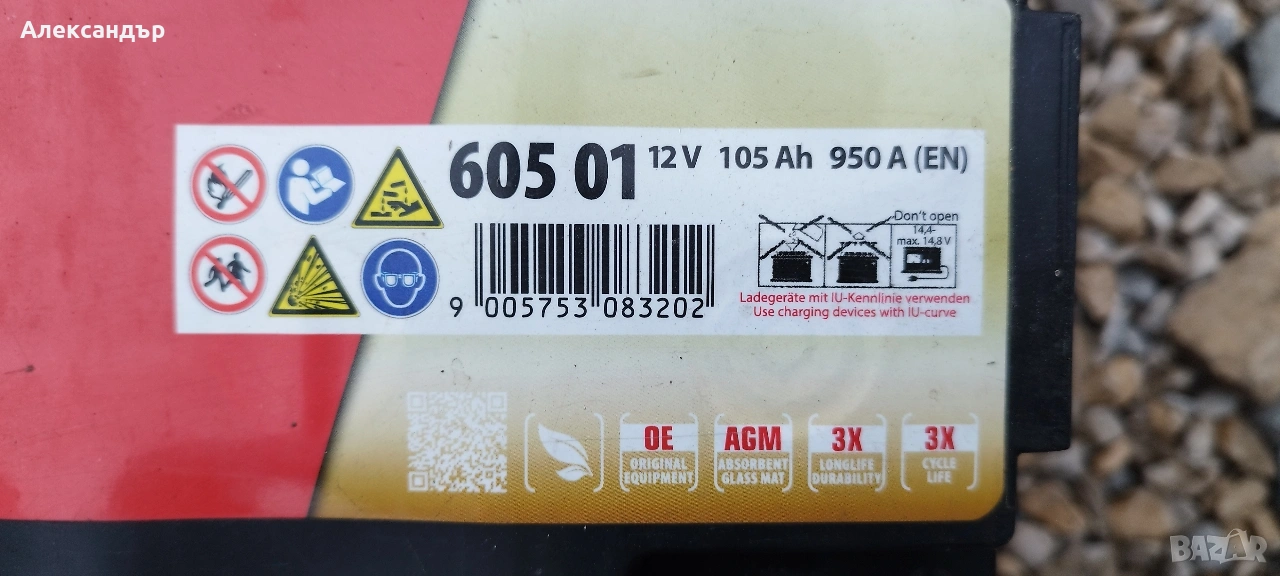 Александър
605 01 12 V 105 Ah 950 A (EN)
Don't open
14,4-
max. 14,8 V
9 005753 083202
Ladegeräte mit IU-Kennlinie verwenden
Use charging devices with IU-curve
OE
ORIGINAL
EQUIPMENT
AGM
ABSORBENT
GLASS MAT
3X
LONGLIFE
DURABILITY
3X
CYCLE
LIFE
BAZAR